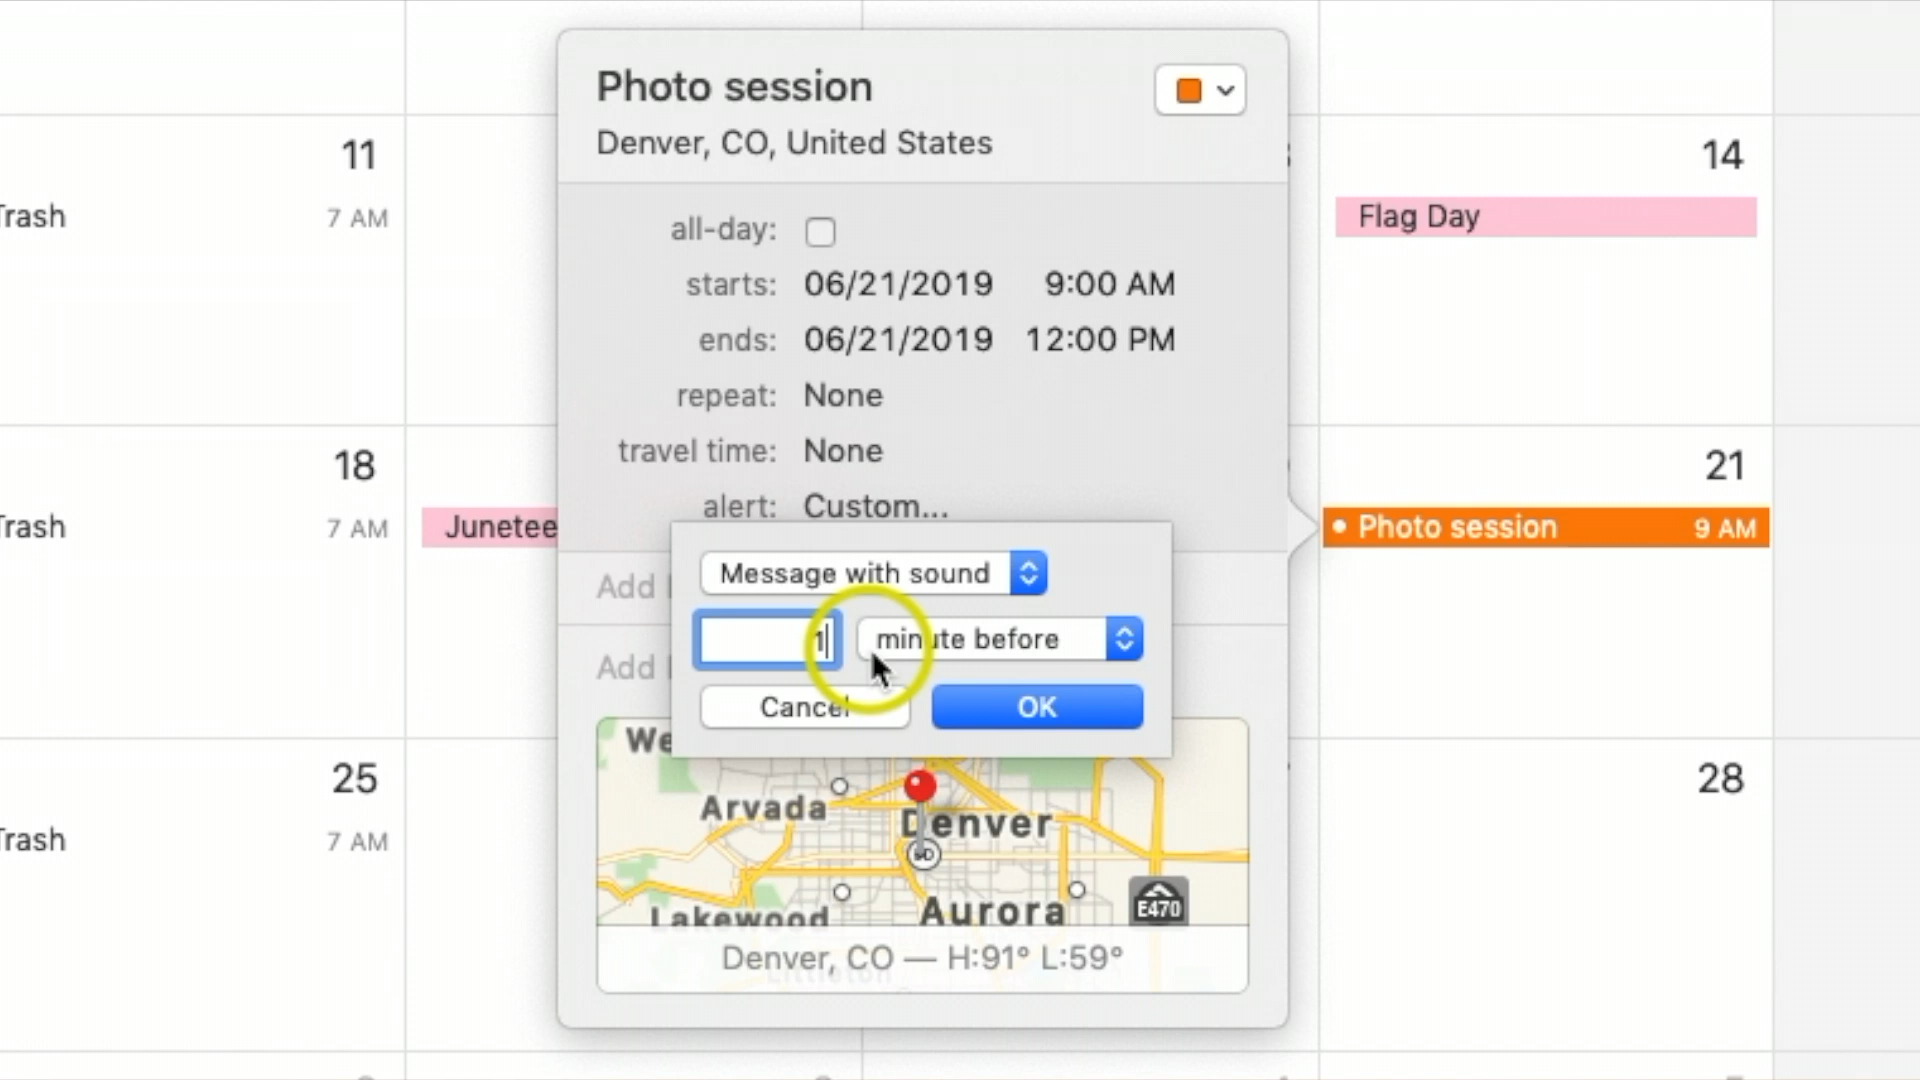 Photo session
Denver, CO, United States
all-day:
starts: 06/21/2019 9:00 AM
ends: 06/21/2019 12:00 PM
repeat: None
travel time: None
alert: Custom...
Message with sound
1 minute before
Cancel OK
Add
Add
We
Arvada
Denver
Lakewood
Aurora
E470
Denver, CO — H:91° L:59°
Littleton
11
Trash 7 AM
14
Flag Day
18
Trash 7 AM
Junetee
21
Photo session 9 AM
25
Trash 7 AM
28